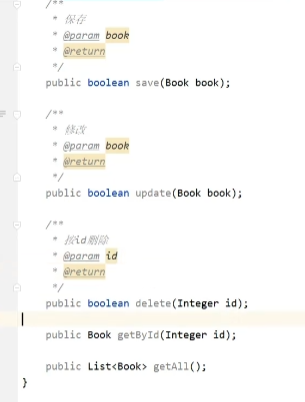 /**
* 保存
* @param book
* @return
*/
public boolean save(Book book);
/**
* 修改
* @param book
* @return
*/
public boolean update(Book book);
/**
* 按id删除
* @param id
* @return
*/
public boolean delete(Integer id);
public Book getById(Integer id);
public List<Book> getAll();
}